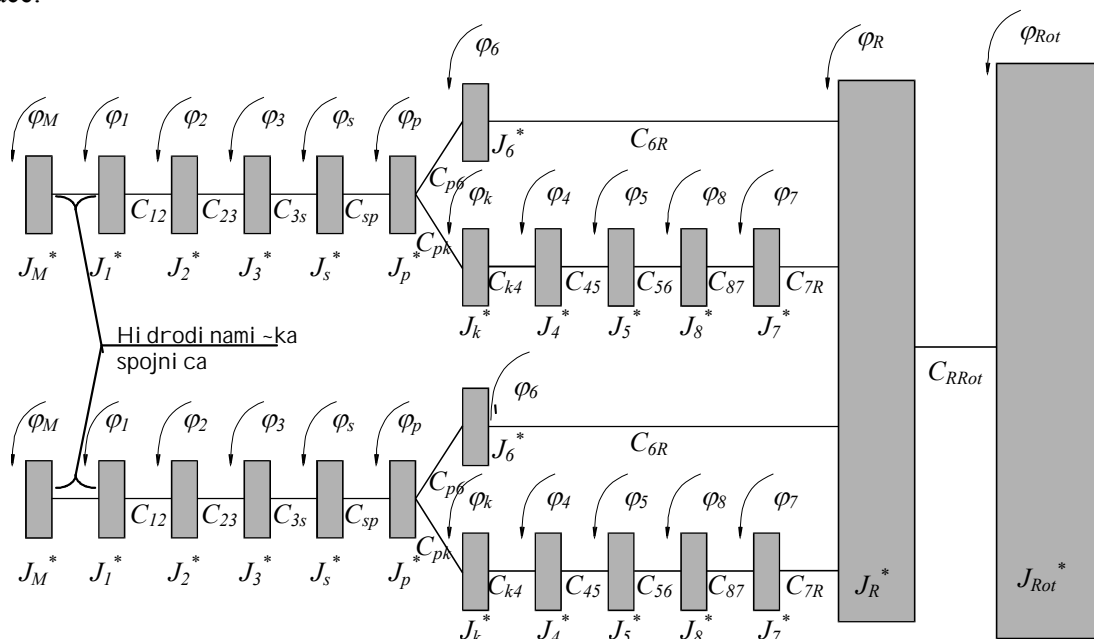 φ6 φR φRot
φM φ1 φ2 φ3 φs φp
J6* C6R
Cp6 φk φ4 φ5 φ8 φ7
C12 C23 C3s Csp
Cpk
JM* J1* J2* J3* Js* Jp*
Ck4 C45 C56 C87 C7R
Jk* J4* J5* J8* J7*
Hidrodinami~ka
spojnica
CRRot
φ6
φM φ1 φ2 φ3 φs φp
J6* C6R
Cp6 φk φ4 φ5 φ8 φ7
C12 C23 C3s Csp
Cpk
JM* J1* J2* J3* Js* Jp*
Ck4 C45 C56 C87 C7R
JR* JRot*
Jk* J4* J5* J8* J7*